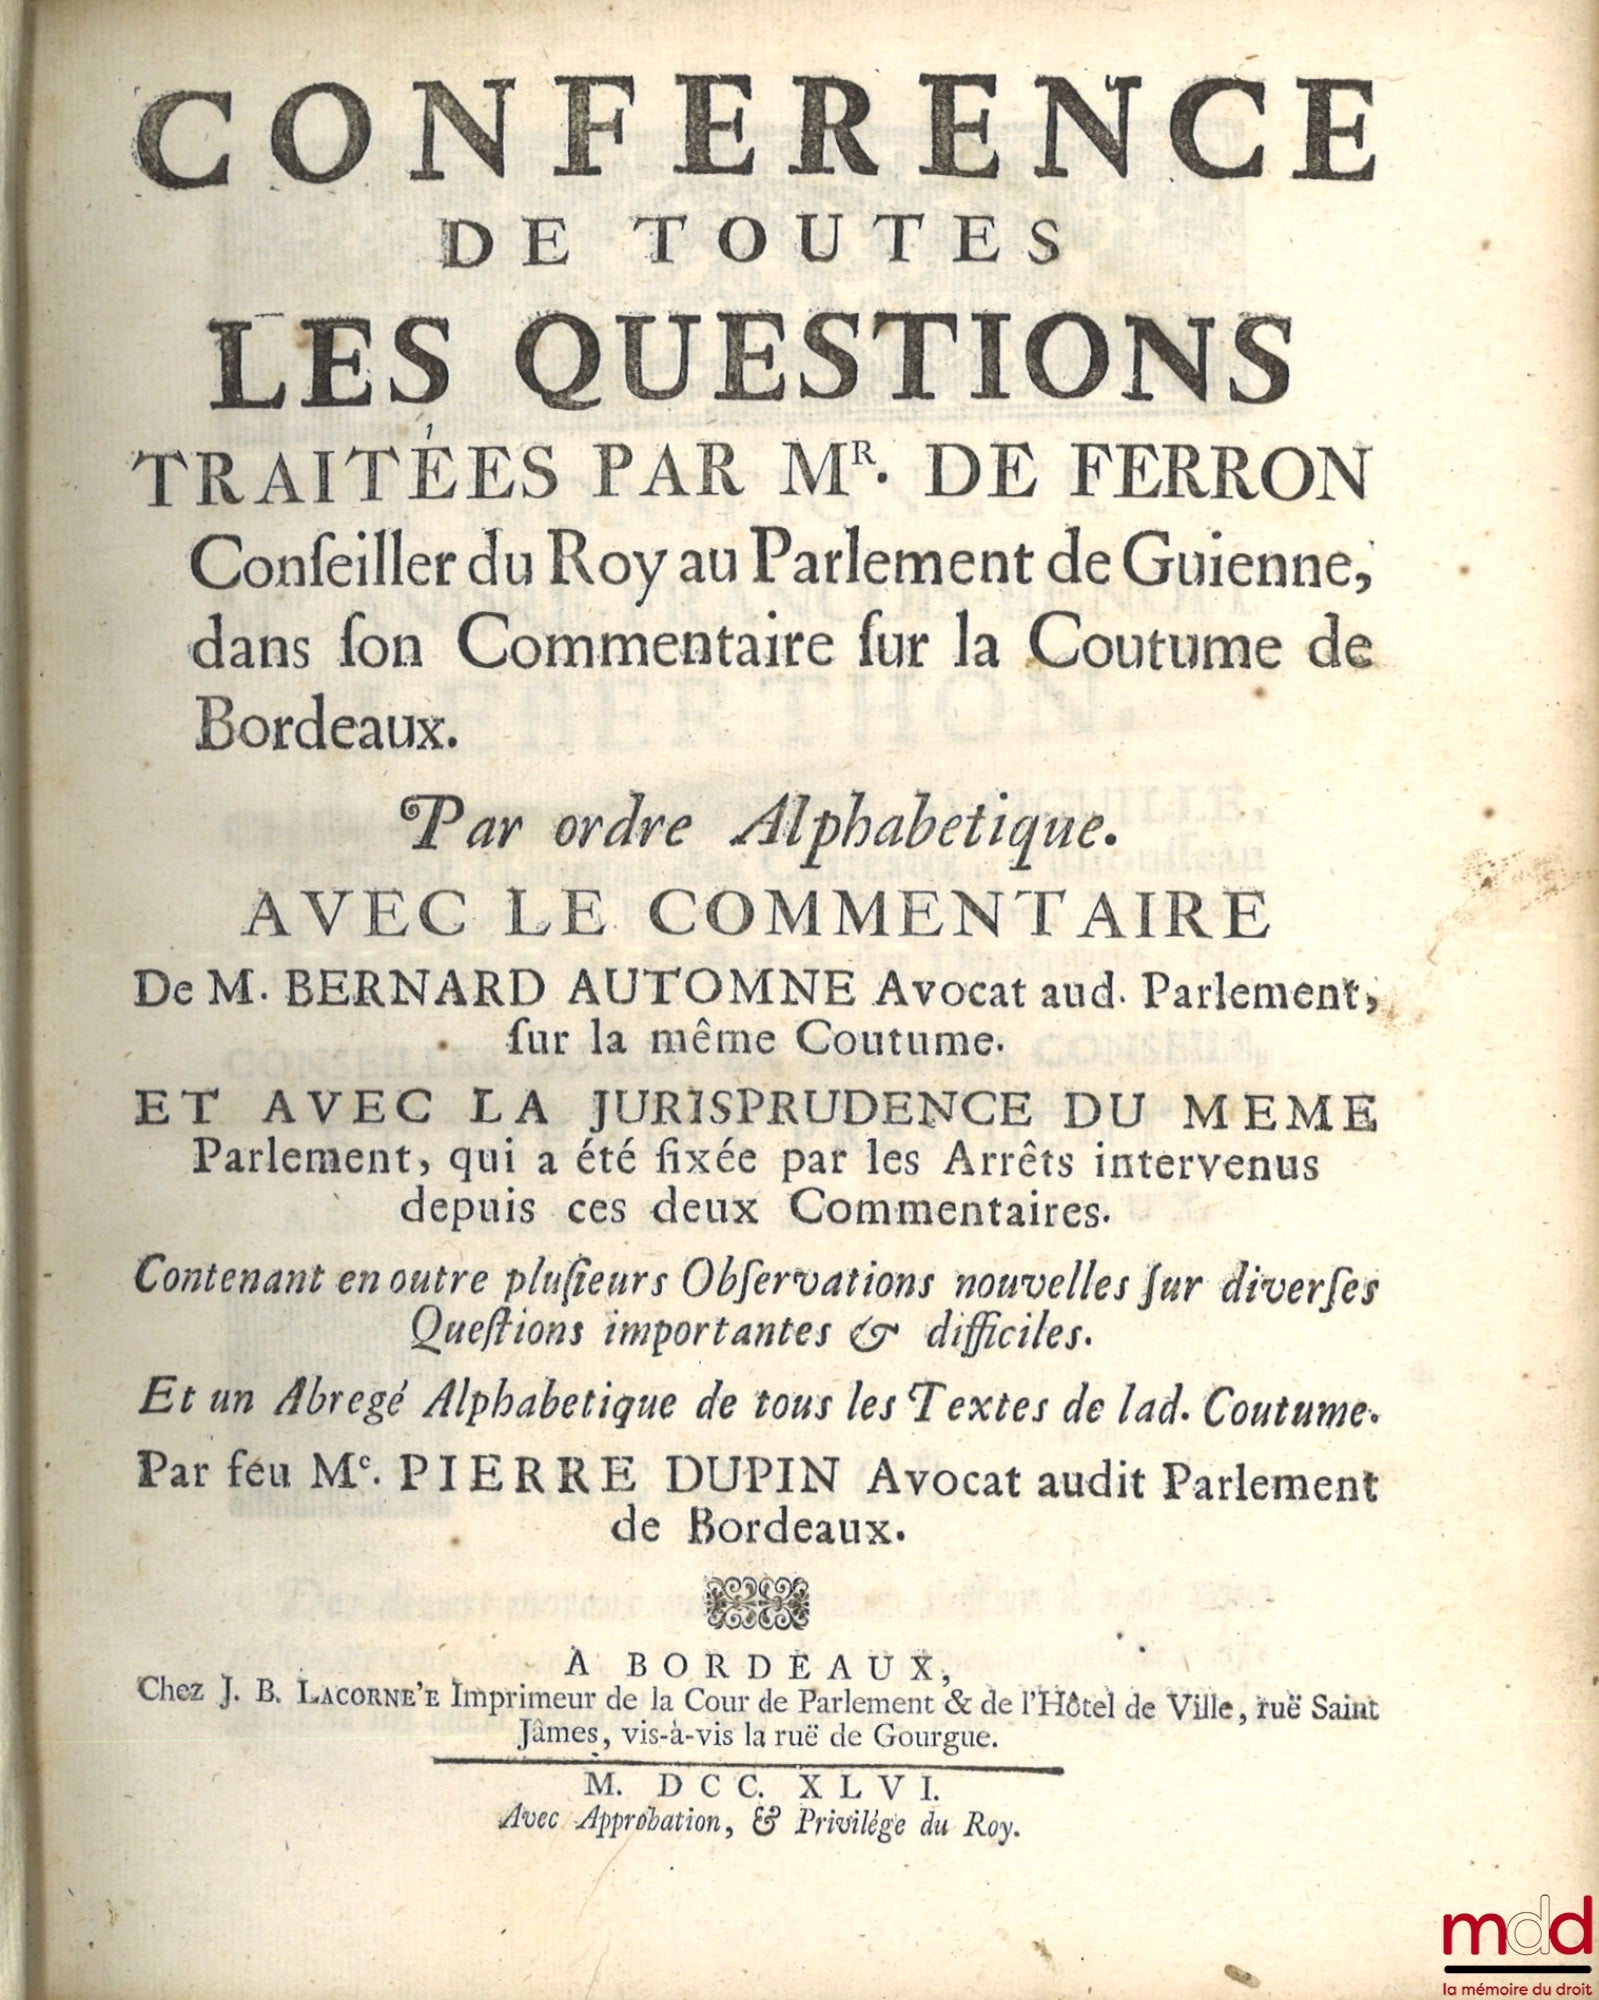 CONFERENCE
DE TOUTES
LES QUESTIONS
TRAITÉES PAR MR. DE FERRON
Conſeiller du Roy au Parlement de Guienne,
dans ſon Commentaire ſur la Coutume de
Bordeaux.
Par ordre Alphabetique.
AVEC LE COMMENTAIRE
De M. BERNARD AUTOMNE Avocat aud. Parlement,
ſur la même Coutume.
ET AVEC LA JURISPRUDENCE DU MEME
Parlement, qui a été fixée par les Arrêts intervenus
depuis ces deux Commentaires.
Contenant en outre pluſieurs Obſervations nouvelles ſur diverſes
Queſtions importantes & difficiles.
Et un Abregé Alphabetique de tous les Textes de lad. Coutume.
Par feu Me. PIERRE DUPIN Avocat audit Parlement
de Bordeaux.
A BORDEAUX,
Chez J. B. LACORNE'E Imprimeur de la Cour de Parlement & de l'Hôtel de Ville, ruë Saint
Jâmes, vis-à-vis la ruë de Gourgue.
M. DCC. XLVI.
Avec Approbation, & Privilége du Roy.
mdd
la mémoire du droit